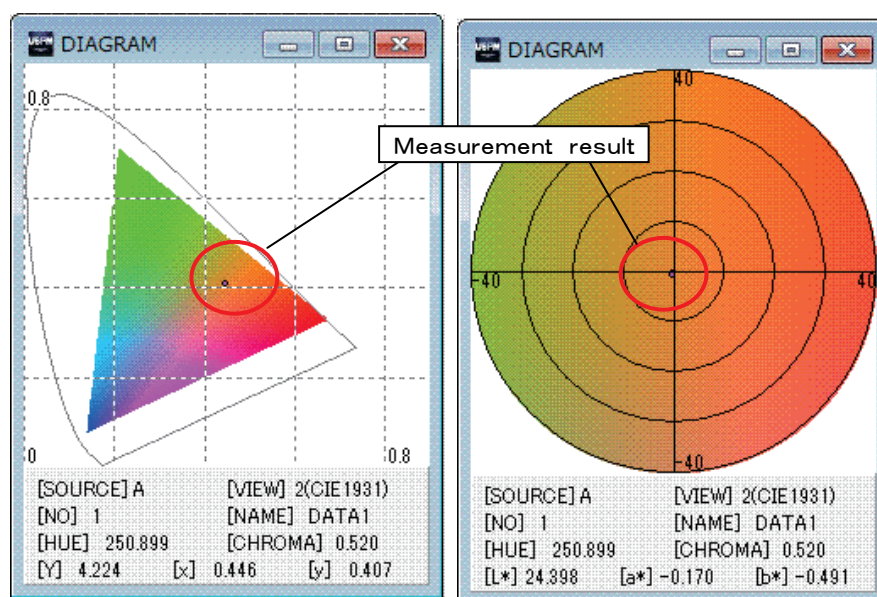 DIAGRAM
0.8
0
0.8
[SOURCE] A [VIEW] 2(CIE1931)
[NO] 1 [NAME] DATA1
[HUE] 250.899 [CHROMA] 0.520
[Y] 4.224 [x] 0.446 [y] 0.407
Measurement result
DIAGRAM
40
-40
40
-40
[SOURCE] A [VIEW] 2(CIE1931)
[NO] 1 [NAME] DATA1
[HUE] 250.899 [CHROMA] 0.520
[L*] 24.398 [a*] -0.170 [b*] -0.491